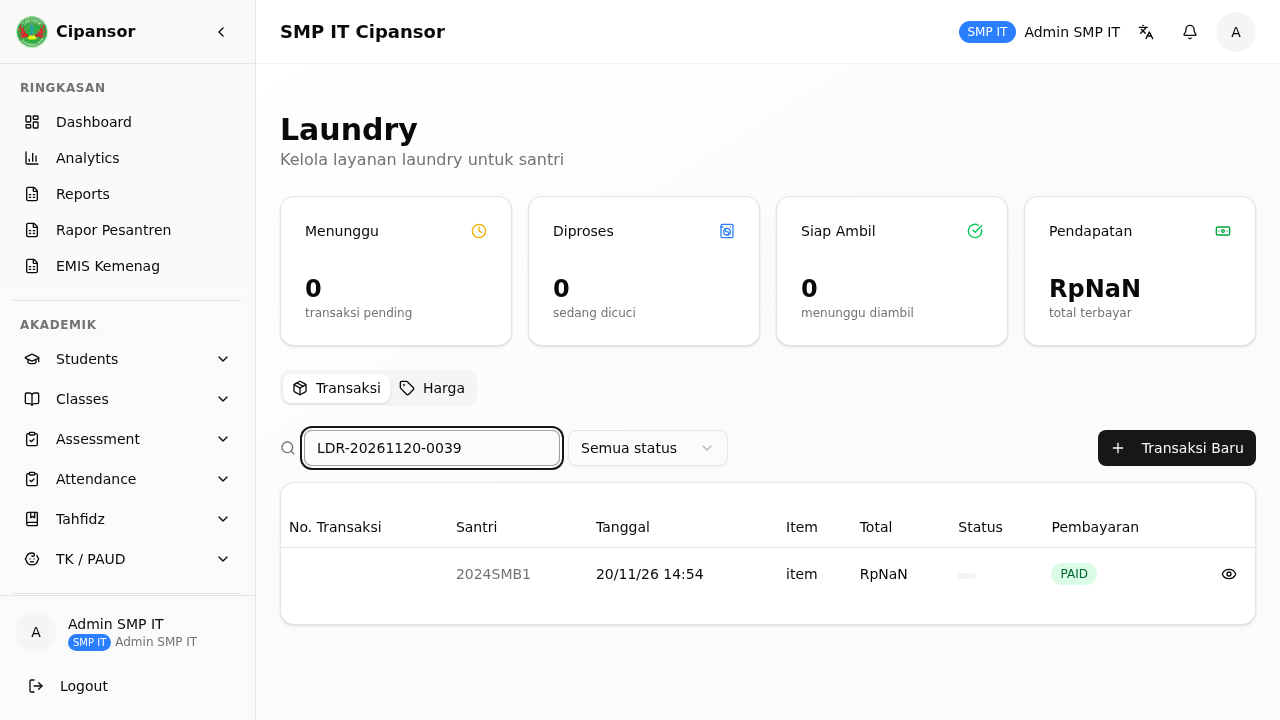 Cipansor
SMP IT Cipansor
SMP IT
Admin SMP IT
A
RINGKASAN
Dashboard
Analytics
Reports
Rapor Pesantren
EMIS Kemenag
AKADEMIK
Students
Classes
Assessment
Attendance
Tahfidz
TK / PAUD
A
Admin SMP IT
SMP IT Admin SMP IT
Logout
Laundry
Kelola layanan laundry untuk santri
Menunggu
0
transaksi pending
Diproses
0
sedang dicuci
Siap Ambil
0
menunggu diambil
Pendapatan
RpNaN
total terbayar
Transaksi
Harga
LDR-20261120-0039
Semua status
Transaksi Baru
No. Transaksi Santri Tanggal Item Total Status Pembayaran
2024SMB1 20/11/26 14:54 item RpNaN PAID